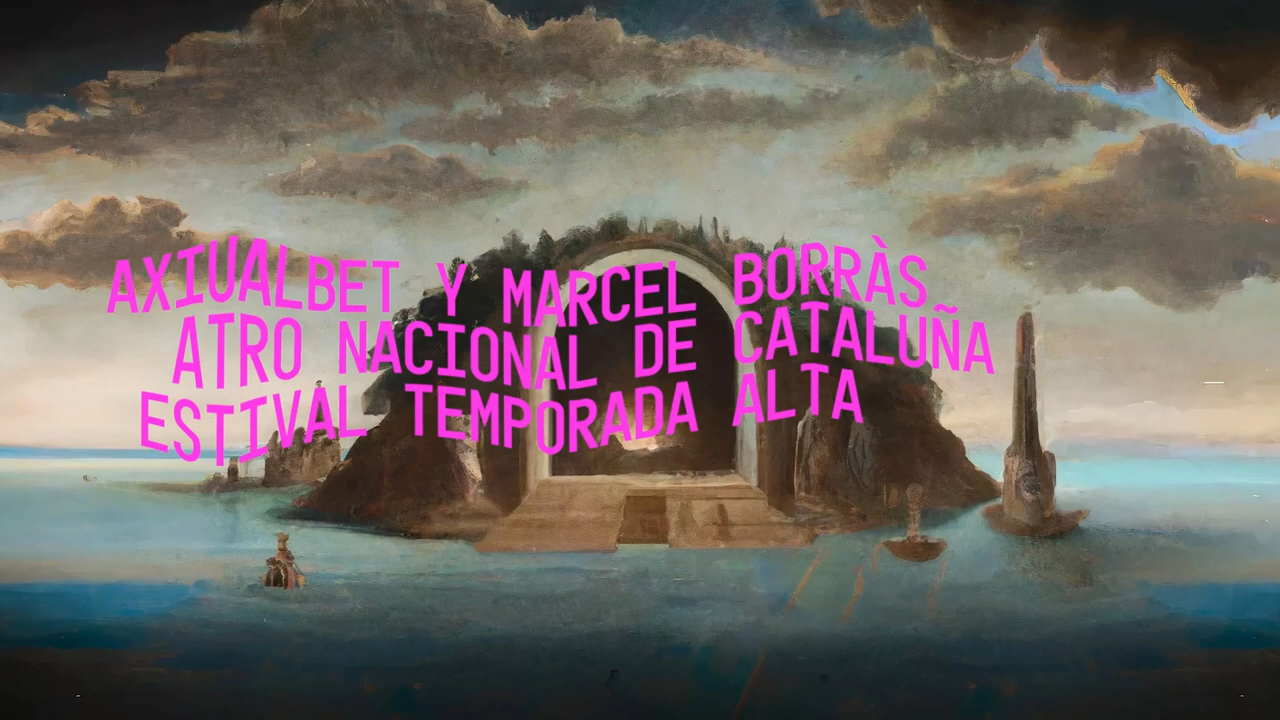 AXIUALBET Y MARCEL BORRÀS
ATRO NACIONAL DE CATALUÑA
ESTIVAL TEMPORADA ALTA